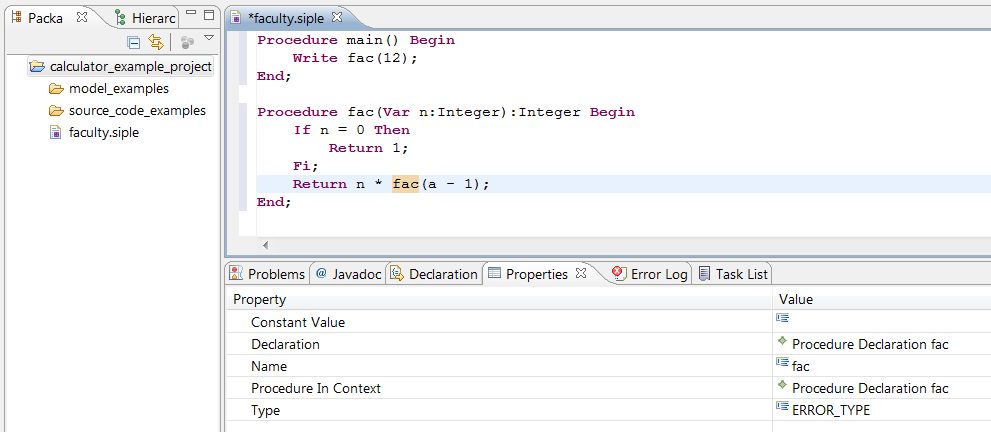 Packa
Hierarc
calculator_example_project
model_examples
source_code_examples
faculty.siple
*faculty.siple
Procedure main() Begin
    Write fac(12);
End;
Procedure fac(Var n:Integer):Integer Begin
    If n = 0 Then
        Return 1;
    Fi;
    Return n * fac(a - 1);
End;
Problems @ Javadoc Declaration Properties Error Log Task List
Property Value
Constant Value
Declaration Procedure Declaration fac
Name fac
Procedure In Context Procedure Declaration fac
Type ERROR_TYPE